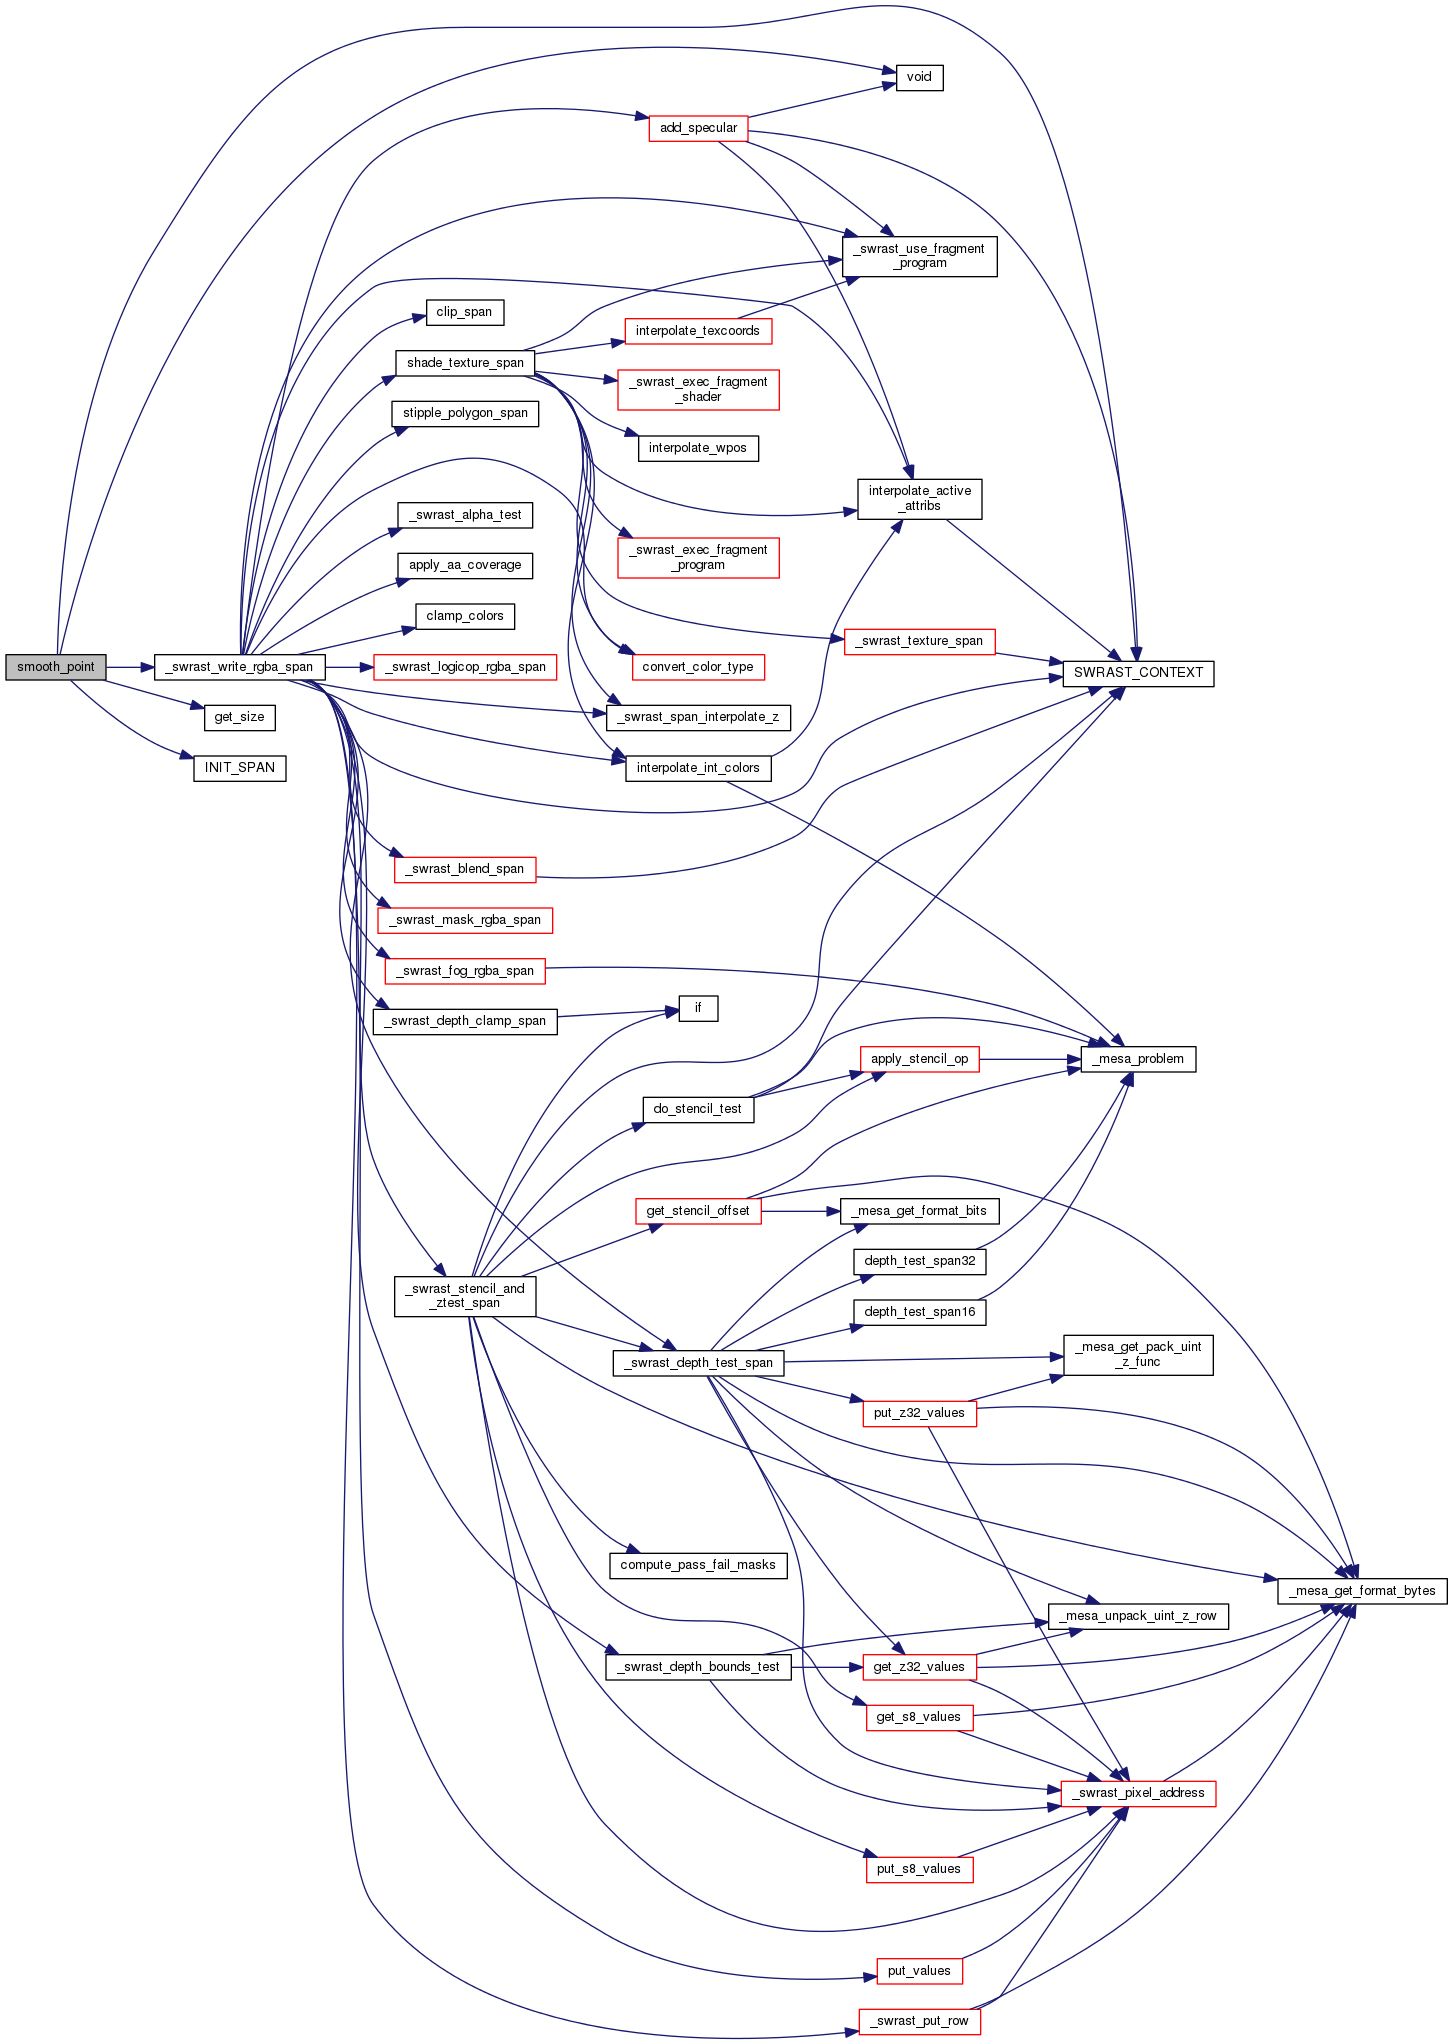 void
add_specular
_swrast_use_fragment
_program
clip_span
interpolate_texcoords
shade_texture_span
_swrast_exec_fragment
_shader
stipple_polygon_span
interpolate_wpos
interpolate_active
_attribs
_swrast_alpha_test
_swrast_exec_fragment
_program
apply_aa_coverage
clamp_colors
_swrast_texture_span
smooth_point
_swrast_write_rgba_span
_swrast_logicop_rgba_span
convert_color_type
SWRAST_CONTEXT
get_size
_swrast_span_interpolate_z
INIT_SPAN
interpolate_int_colors
_swrast_blend_span
_swrast_mask_rgba_span
_swrast_fog_rgba_span
if
_swrast_depth_clamp_span
apply_stencil_op
_mesa_problem
do_stencil_test
get_stencil_offset
_mesa_get_format_bits
depth_test_span32
_swrast_stencil_and
_ztest_span
depth_test_span16
_mesa_get_pack_uint
_z_func
_swrast_depth_test_span
put_z32_values
compute_pass_fail_masks
_mesa_get_format_bytes
_mesa_unpack_uint_z_row
_swrast_depth_bounds_test
get_z32_values
get_s8_values
_swrast_pixel_address
put_s8_values
put_values
_swrast_put_row